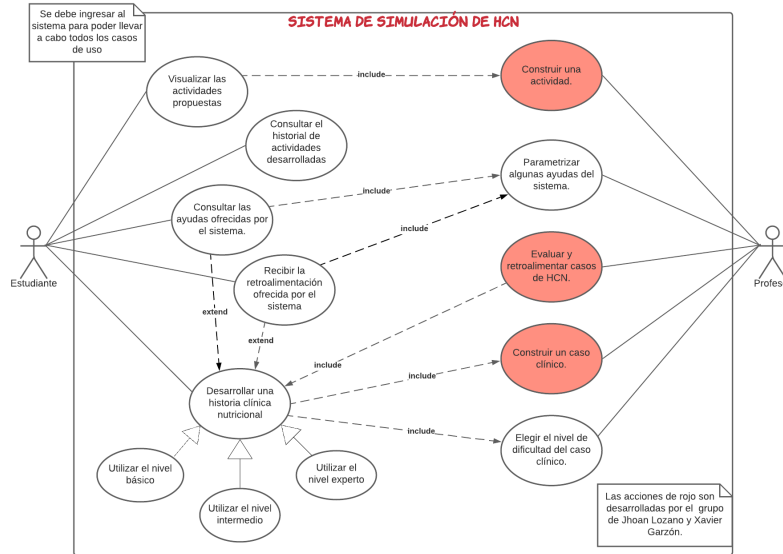 Se debe ingresar al
sistema para poder llevar
a cabo todos los casos
de uso
SISTEMA DE SIMULACIÓN DE HCN
Visualizar las
actividades
propuestas
include
Construir una
actividad.
Consultar el
historial de
actividades
desarrolladas
Parametrizar
algunas ayudas del
sistema.
include
Consultar las
ayudas ofrecidas por
el sistema.
include
Estudiante
Recibir la
retroalimentación
ofrecida por el
sistema
Evaluar y
retroalimentar casos
de HCN.
Profes
extend
extend
include
Construir un caso
clínico.
include
Desarrollar una
historia clínica
nutricional
include
Elegir el nivel de
dificultad del caso
clínico.
Utilizar el nivel
básico
Utilizar el nivel
intermedio
Utilizar el
nivel experto
Las acciones de rojo son
desarrolladas por el grupo
de Jhoan Lozano y Xavier
Garzón.